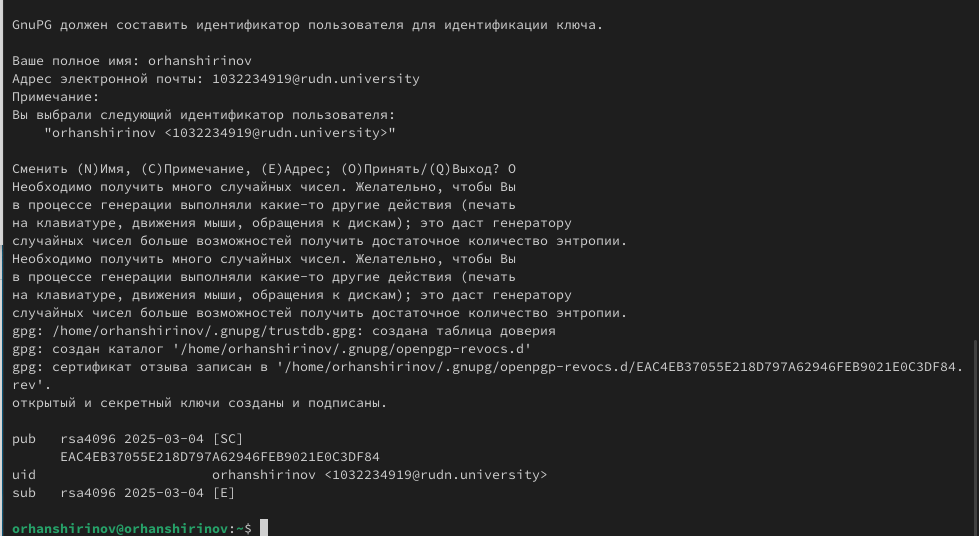 GnuPG должен составить идентификатор пользователя для идентификации ключа.
Ваше полное имя: orhanshirinov
Адрес электронной почты: 1032234919@rudn.university
Примечание:
Вы выбрали следующий идентификатор пользователя:
"orhanshirinov <1032234919@rudn.university>"
Сменить (N)Имя, (C)Примечание, (E)Адрес; (O)Принять/(Q)Выход? O
Необходимо получить много случайных чисел. Желательно, чтобы Вы
в процессе генерации выполняли какие-то другие действия (печать
на клавиатуре, движения мыши, обращения к дискам); это даст генератору
случайных чисел больше возможностей получить достаточное количество энтропии.
Необходимо получить много случайных чисел. Желательно, чтобы Вы
в процессе генерации выполняли какие-то другие действия (печать
на клавиатуре, движения мыши, обращения к дискам); это даст генератору
случайных чисел больше возможностей получить достаточное количество энтропии.
gpg: /home/orhanshirinov/.gnupg/trustdb.gpg: создана таблица доверия
gpg: создан каталог '/home/orhanshirinov/.gnupg/openpgp-revocs.d'
gpg: сертификат отзыва записан в '/home/orhanshirinov/.gnupg/openpgp-revocs.d/EAC4EB37055E218D797A62946FEB9021E0C3DF84.
rev'.
открытый и секретный ключи созданы и подписаны.
pub   rsa4096 2025-03-04 [SC]
EAC4EB37055E218D797A62946FEB9021E0C3DF84
uid                      orhanshirinov <1032234919@rudn.university>
sub   rsa4096 2025-03-04 [E]
orhanshirinov@orhanshirinov:~$